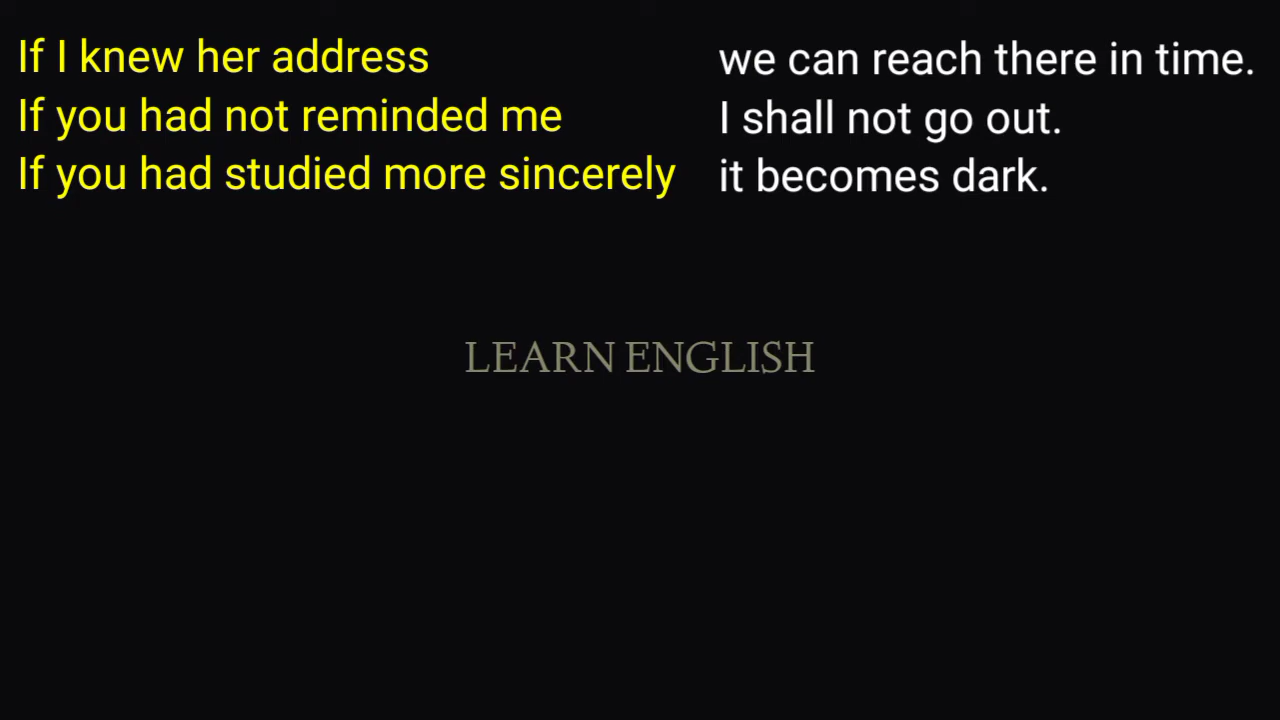 If I knew her address
If you had not reminded me
If you had studied more sincerely
we can reach there in time.
I shall not go out.
it becomes dark.
LEARN ENGLISH